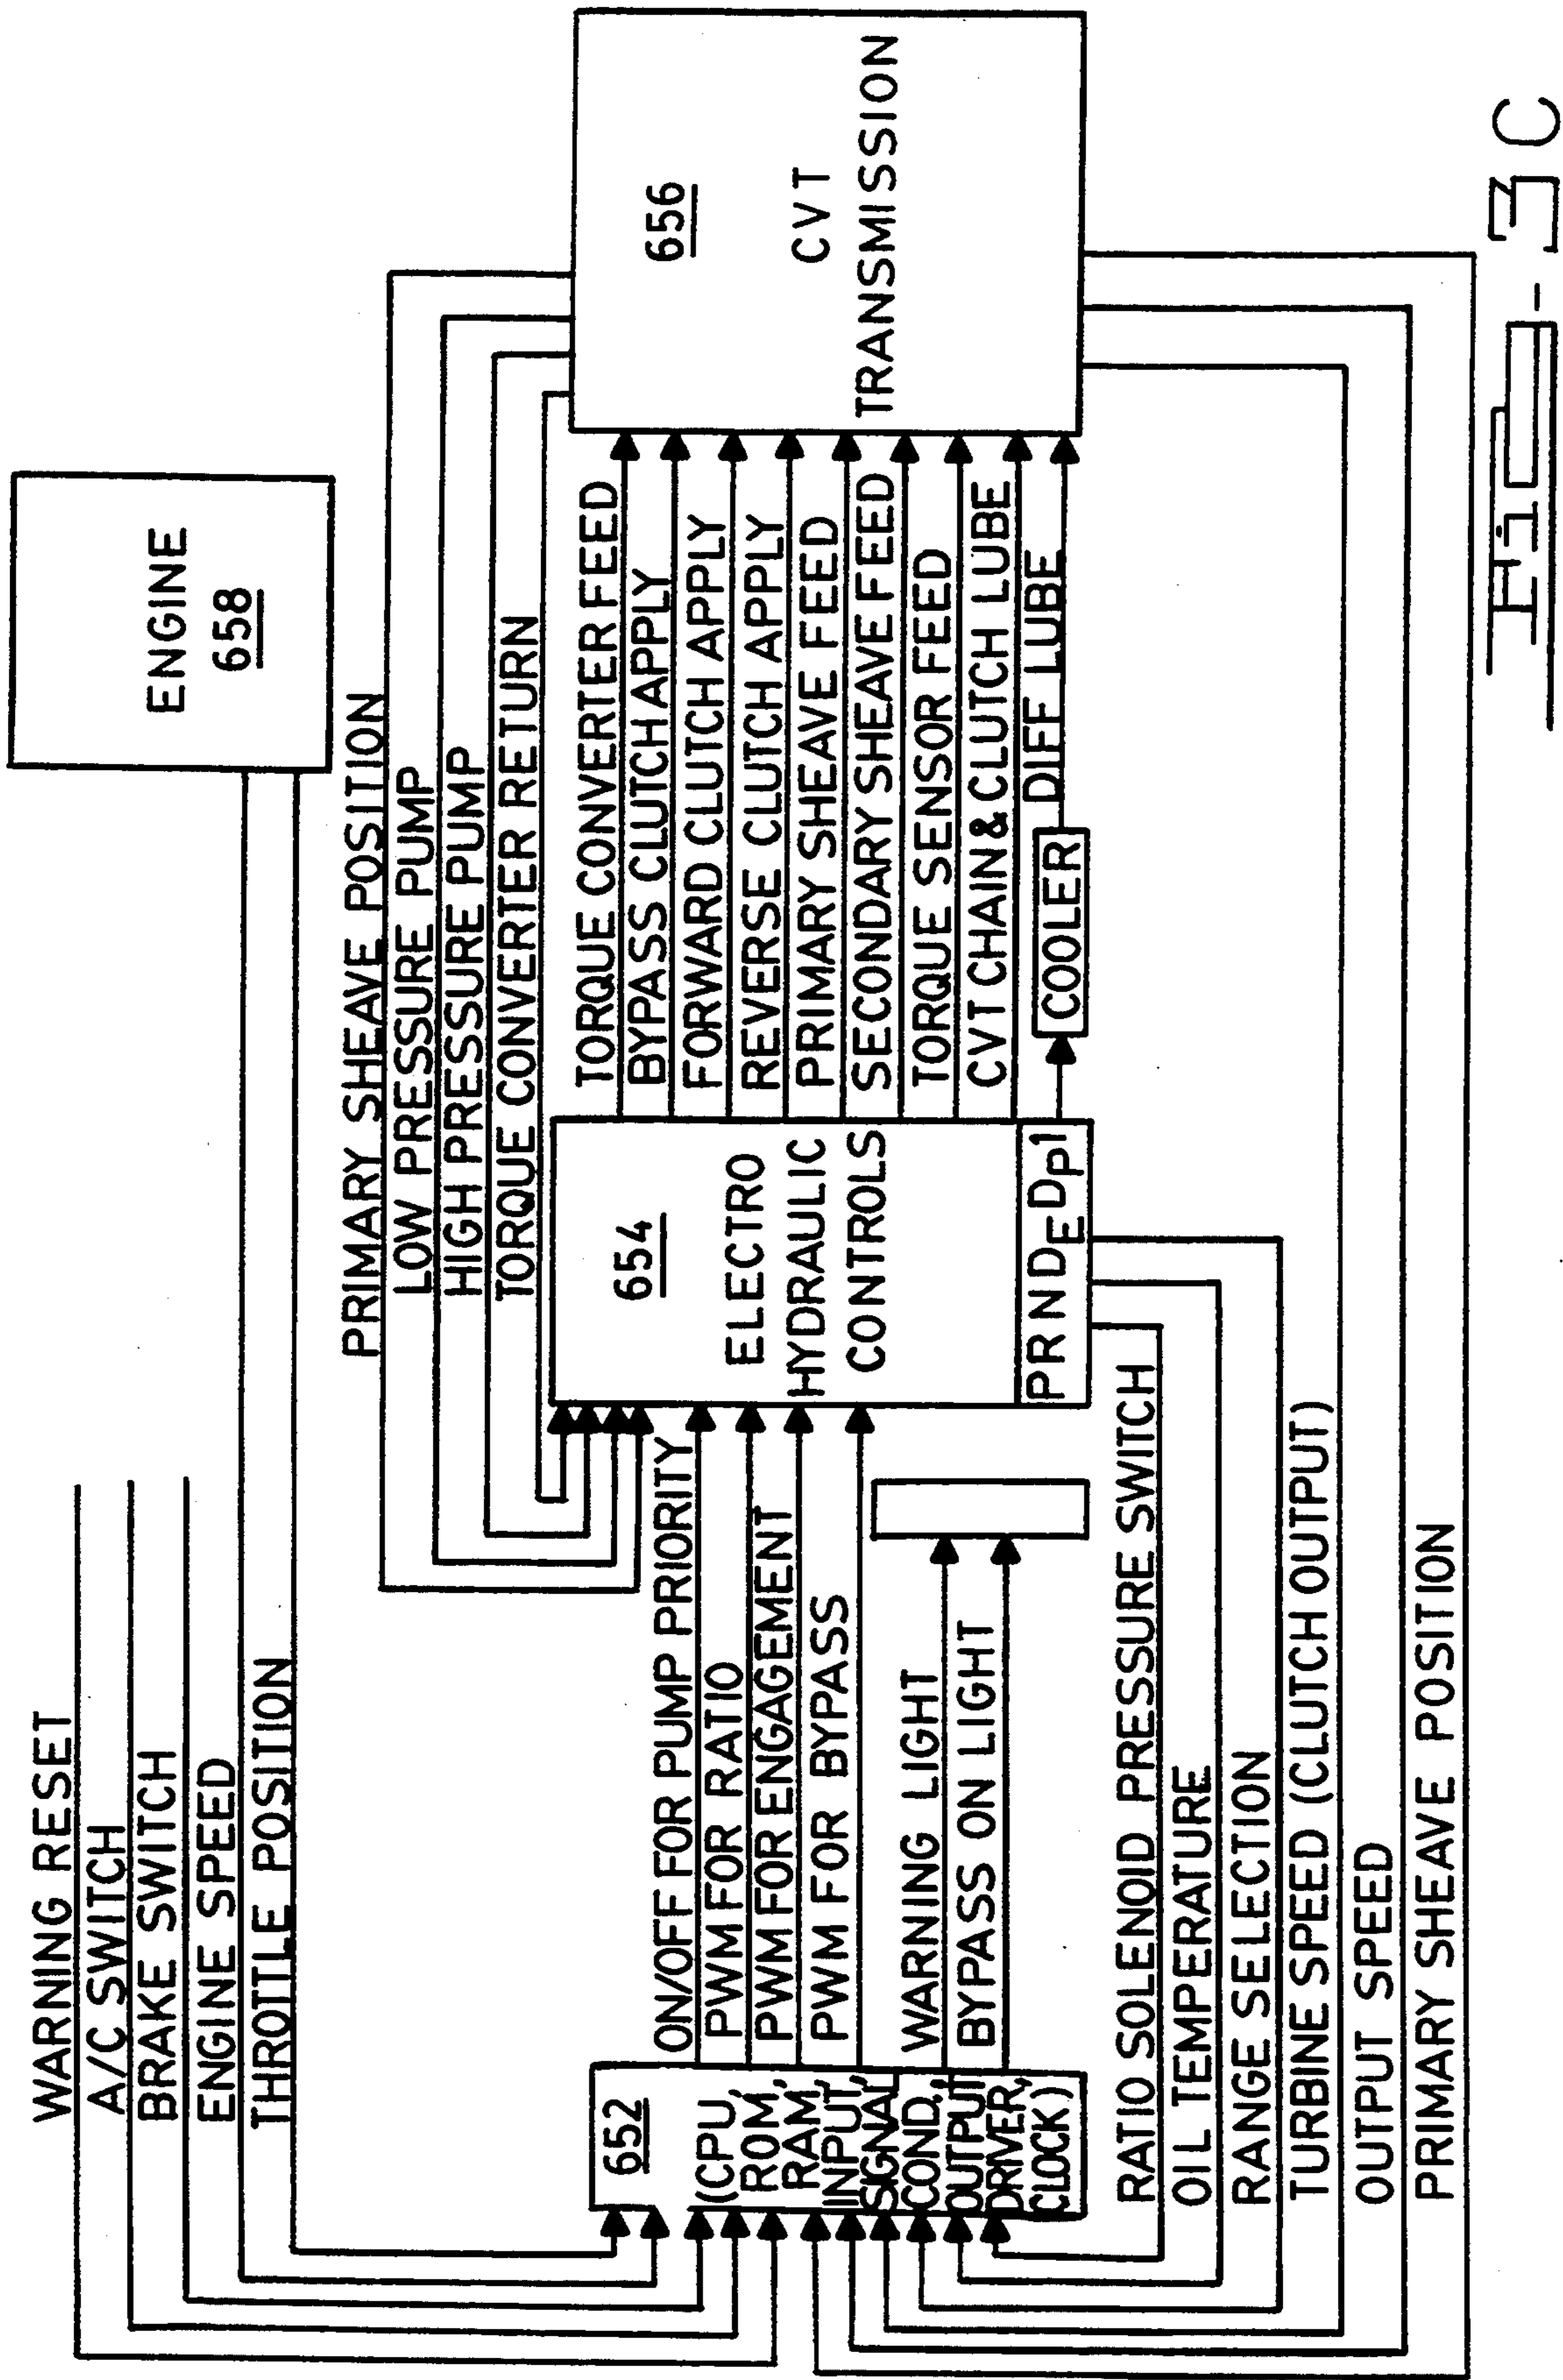 WARNING RESET
A/C SWITCH
BRAKE SWITCH
ENGINE SPEED
THROTTLE POSITION
ENGINE
658
PRIMARY SHEAVE POSITION
LOW PRESSURE PUMP
HIGH PRESSURE PUMP
TORQUE CONVERTER RETURN
652
(CPU,
ROM,
RAM,
INPUT,
SIGNAL
COND.,
OUTPUT
DRIVER,
CLOCK)
ON/OFF FOR PUMP PRIORITY
PWM FOR RATIO
PWM FOR ENGAGEMENT
PWM FOR BYPASS
WARNING LIGHT
BYPASS ON LIGHT
654
ELECTRO
HYDRAULIC
CONTROLS
PRNDEDP1
TORQUE CONVERTER FEED
BYPASS CLUTCH APPLY
FORWARD CLUTCH APPLY
REVERSE CLUTCH APPLY
PRIMARY SHEAVE FEED
SECONDARY SHEAVE FEED
TORQUE SENSOR FEED
CVT CHAIN & CLUTCH LUBE
COOLER
DIFF LUBE
656
CVT
TRANSMISSION
RATIO SOLENOID PRESSURE SWITCH
OIL TEMPERATURE
RANGE SELECTION
TURBINE SPEED (CLUTCH OUTPUT)
OUTPUT SPEED
PRIMARY SHEAVE POSITION
FIG-3C